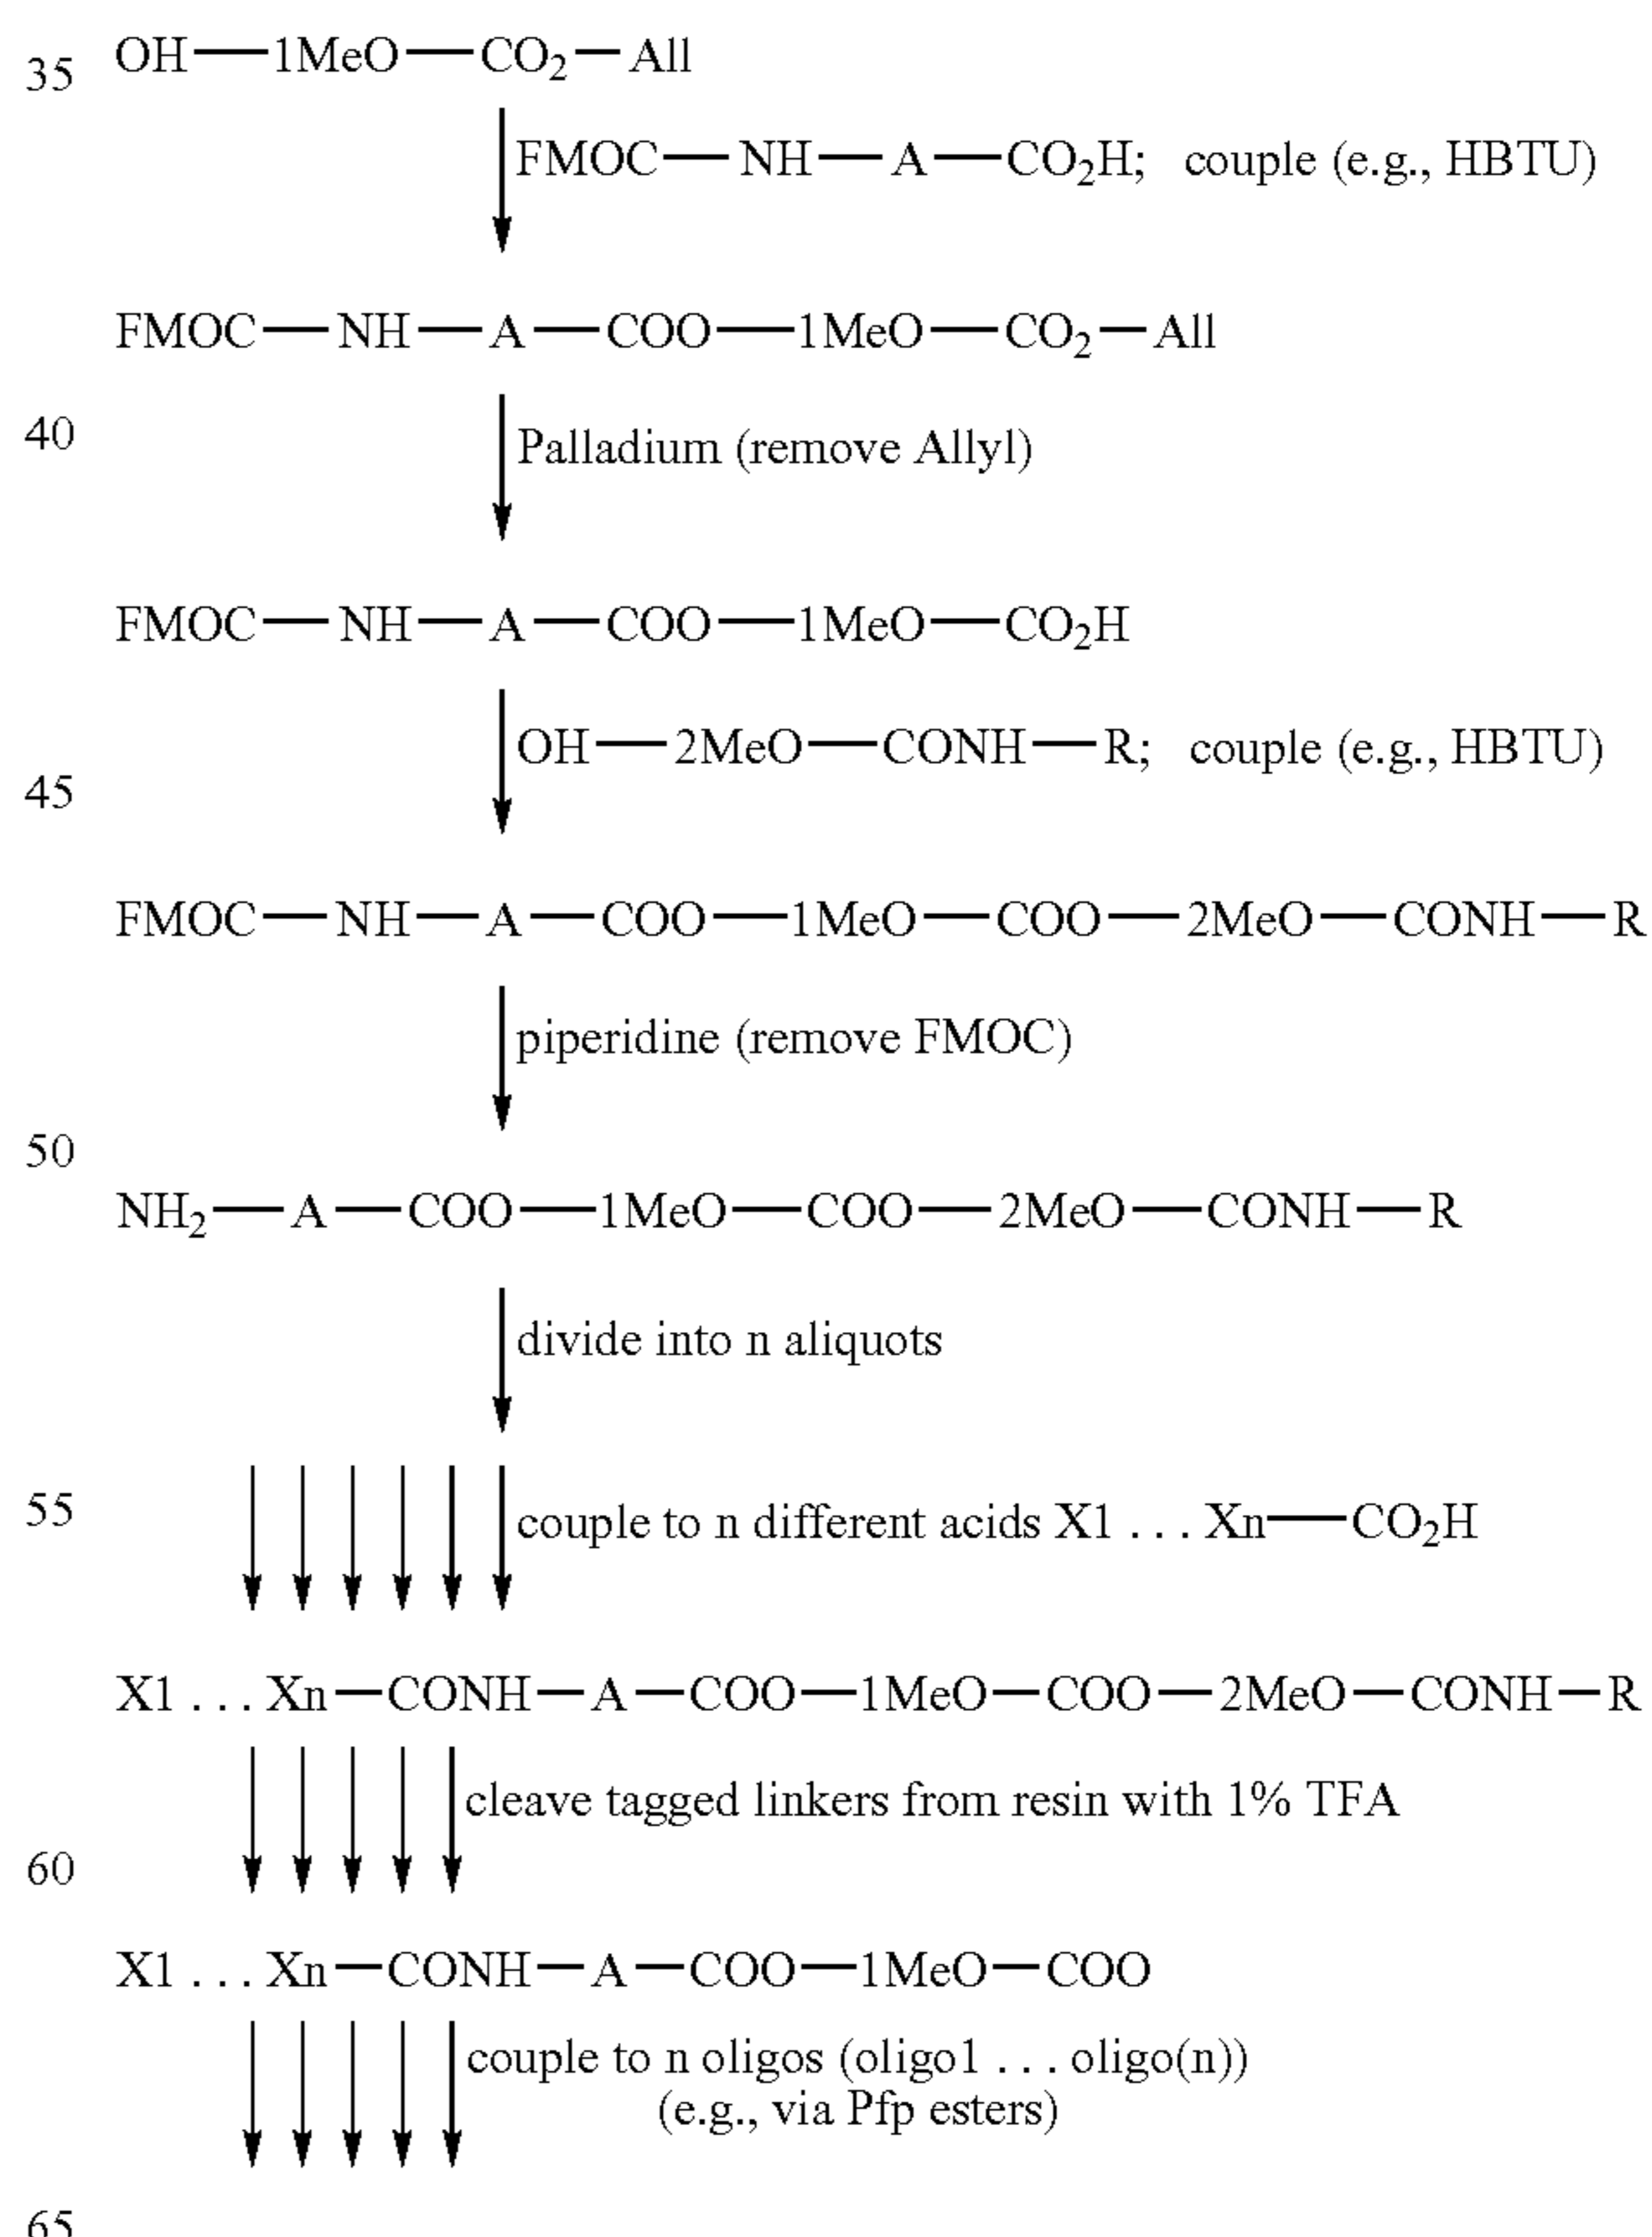 35 OH—1MeO—CO₂—All
FMOC—NH—A—CO₂H; couple (e.g., HBTU)
FMOC—NH—A—COO—1MeO—CO₂—All
40
Palladium (remove Allyl)
FMOC—NH—A—COO—1MeO—CO₂H
OH—2MeO—CONH—R; couple (e.g., HBTU)
45
FMOC—NH—A—COO—1MeO—COO—2MeO—CONH—R
piperidine (remove FMOC)
50
NH₂—A—COO—1MeO—COO—2MeO—CONH—R
divide into n aliquots
55 couple to n different acids X1 . . . Xn—CO₂H
X1 . . . Xn—CONH—A—COO—1MeO—COO—2MeO—CONH—R
cleave tagged linkers from resin with 1% TFA
60
X1 . . . Xn—CONH—A—COO—1MeO—COO
couple to n oligos (oligo1 . . . oligo(n))
(e.g., via Pfp esters)
65